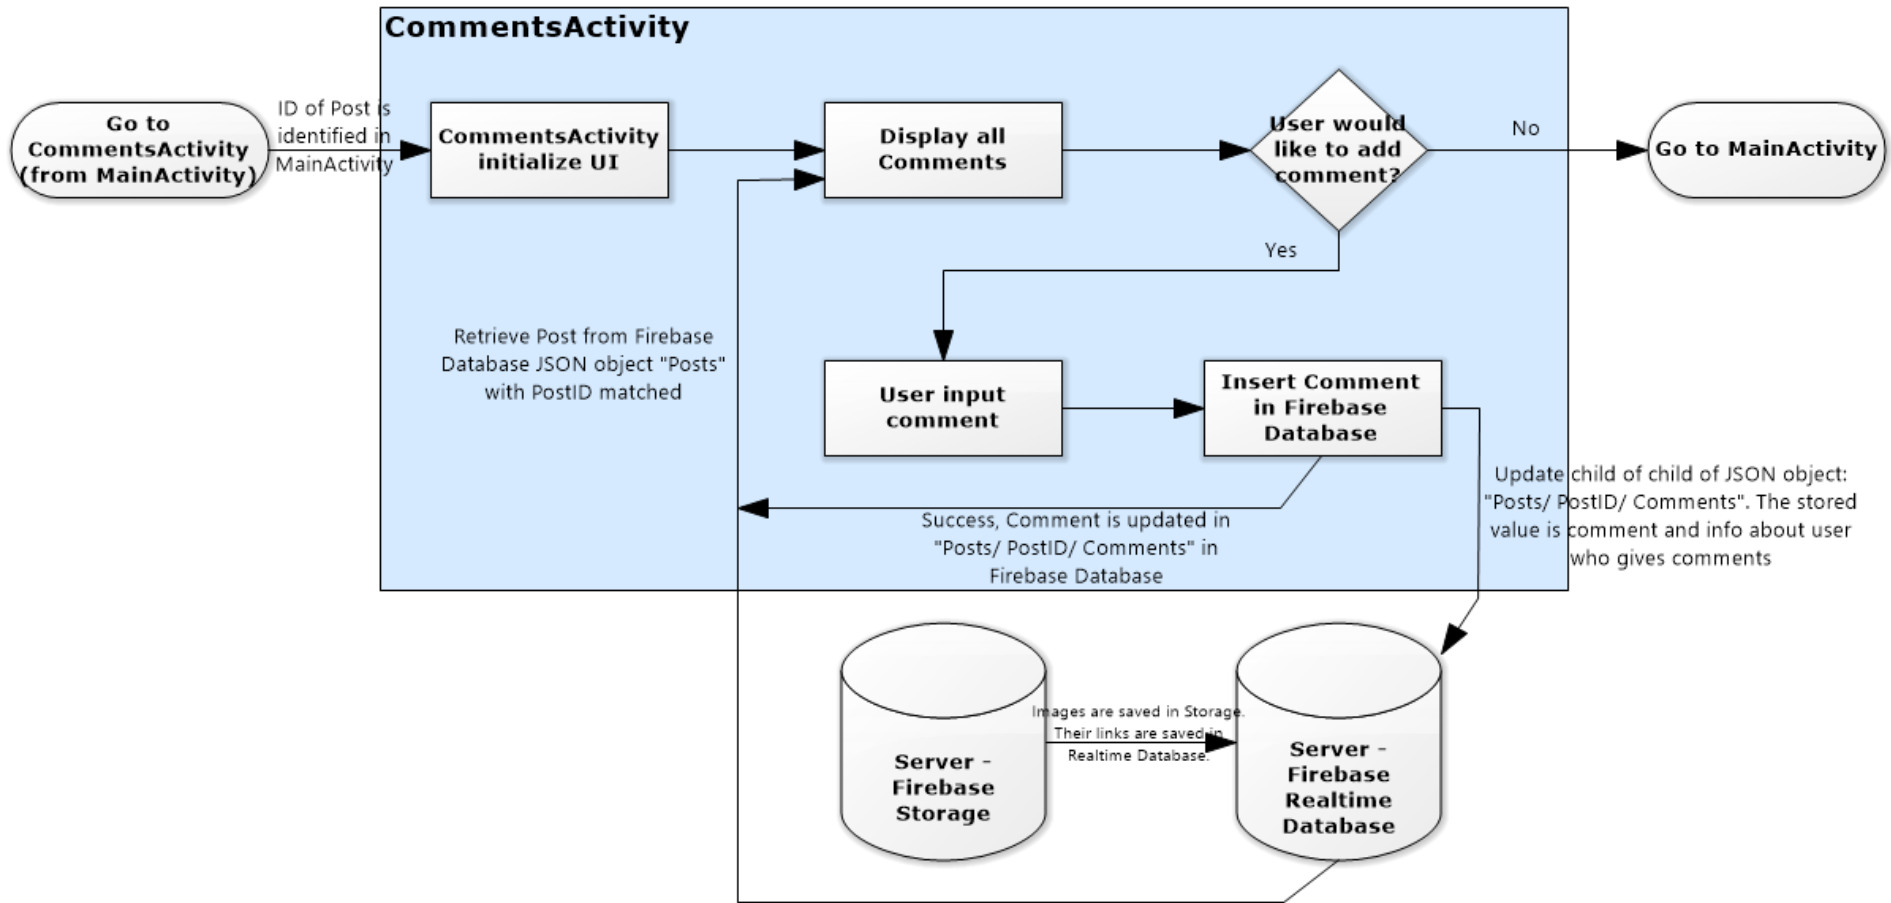 CommentsActivity
Go to
CommentsActivity
(from MainActivity)
ID of Post is
identified in
MainActivity
CommentsActivity
initialize UI
Display all
Comments
User would
like to add
comment?
No
Go to MainActivity
Yes
Retrieve Post from Firebase
Database JSON object "Posts"
with PostID matched
User input
comment
Insert Comment
in Firebase
Database
Update child of child of JSON object:
"Posts/ PostID/ Comments". The stored
value is comment and info about user
who gives comments
Success, Comment is updated in
"Posts/ PostID/ Comments" in
Firebase Database
Server -
Firebase
Storage
Images are saved in Storage.
Their links are saved in
Realtime Database.
Server -
Firebase
Realtime
Database